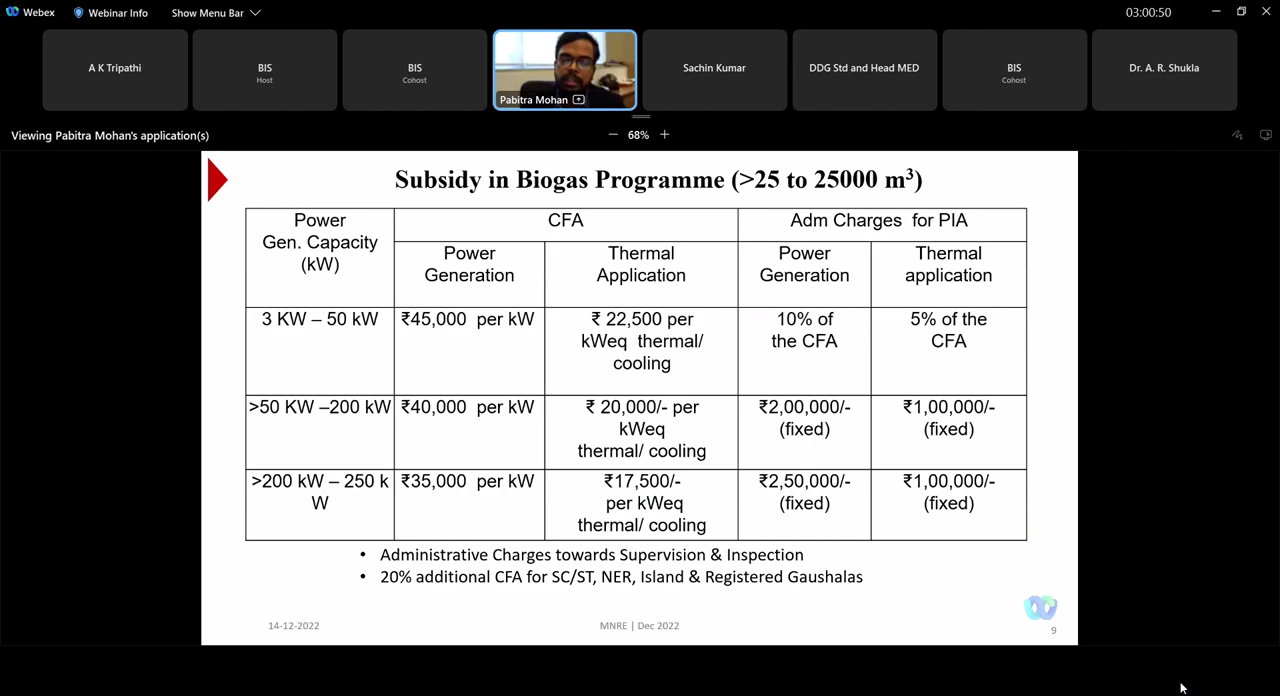 Webex
Webinar Info
Show Menu Bar
03:00:50
A K Tripathi
BIS
Host
BIS
Cohost
Pabitra Mohan
Sachin Kumar
DDG Std and Head MED
BIS
Cohost
Dr. A. R. Shukla
Viewing Pabitra Mohan's application(s)
68%
Subsidy in Biogas Programme (>25 to 25000 m³)
Power
Gen. Capacity
(kW)
CFA
Adm Charges for PIA
Power
Generation
Thermal
Application
Power
Generation
Thermal
application
3 KW – 50 kW
₹45,000 per kW
₹ 22,500 per
kWeq thermal/
cooling
10% of
the CFA
5% of the
CFA
>50 KW –200 kW
₹40,000 per kW
₹ 20,000/- per
kWeq
thermal/ cooling
₹2,00,000/-
(fixed)
₹1,00,000/-
(fixed)
>200 kW – 250 k
W
₹35,000 per kW
₹17,500/-
per kWeq
thermal/ cooling
₹2,50,000/-
(fixed)
₹1,00,000/-
(fixed)
• Administrative Charges towards Supervision & Inspection
• 20% additional CFA for SC/ST, NER, Island & Registered Gaushalas
14-12-2022
MNRE | Dec 2022
9